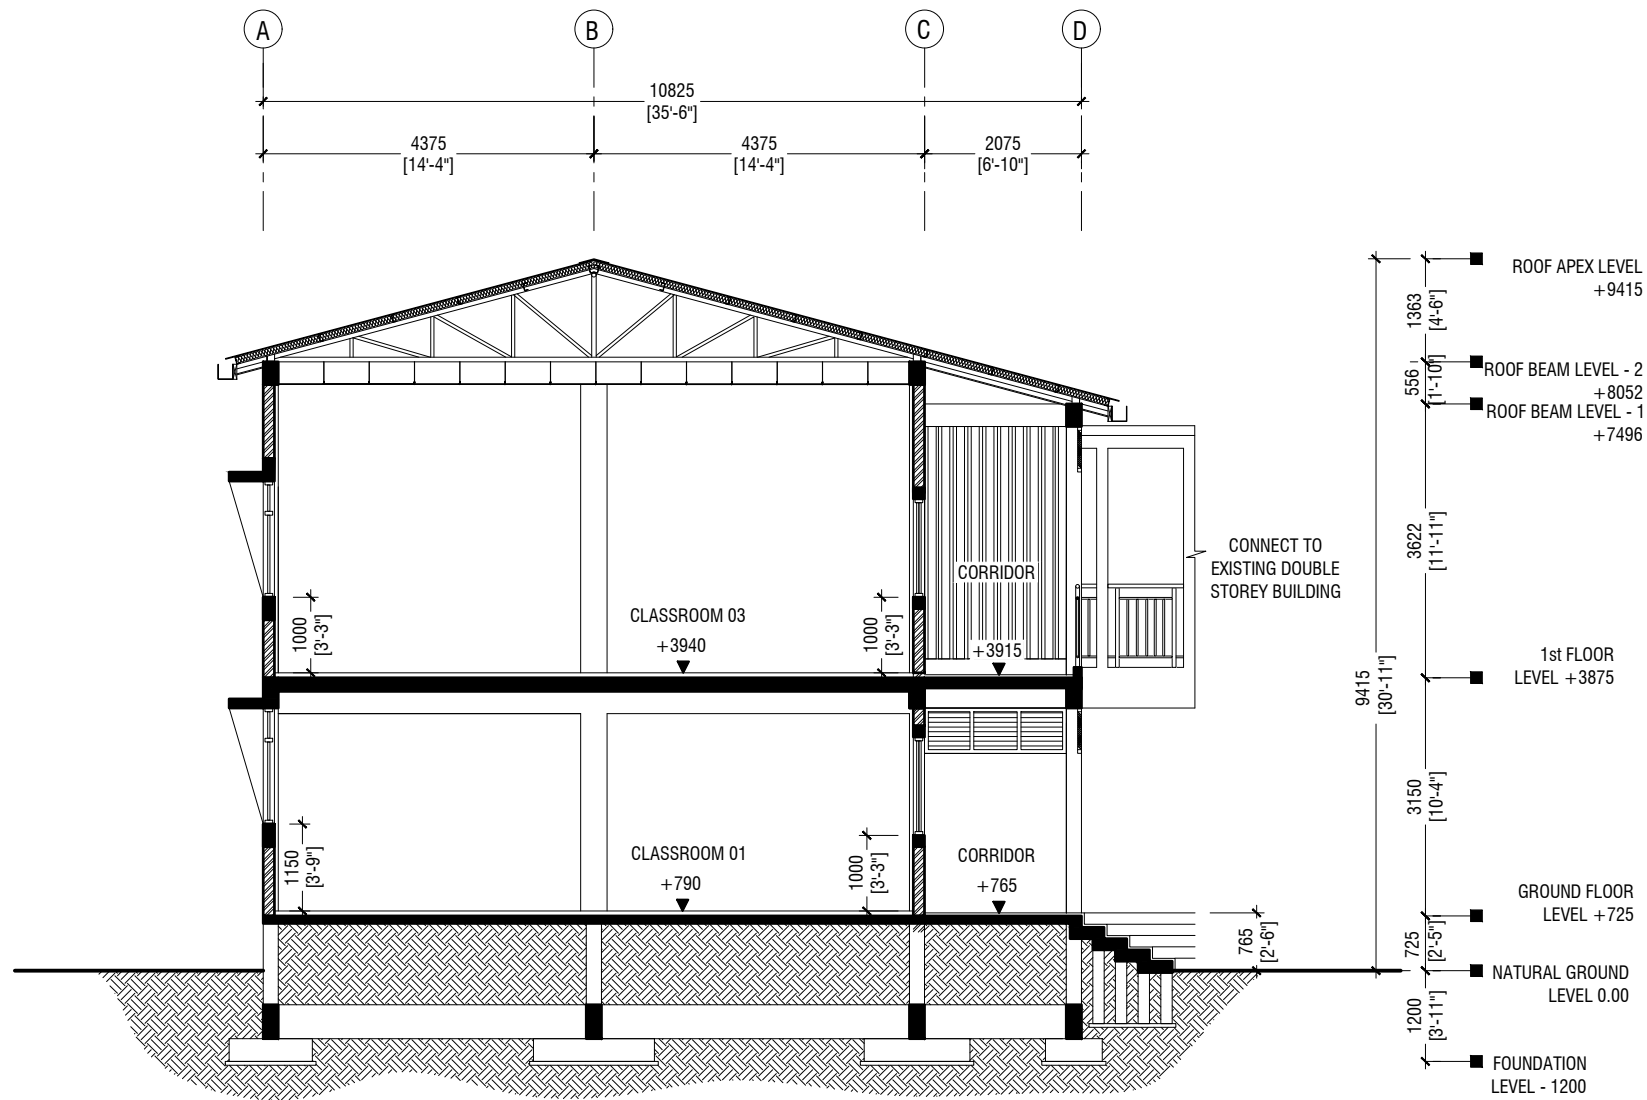 A B C D
10825
[35'-6"]
4375 4375 2075
[14'-4"] [14'-4"] [6'-10"]
ROOF APEX LEVEL
+9415
1363
[4'-6"]
ROOF BEAM LEVEL - 2
+8052
556
[1'-10"]
ROOF BEAM LEVEL - 1
+7496
3622
[11'-11"]
CONNECT TO
EXISTING DOUBLE
STOREY BUILDING
CORRIDOR
+3915
CLASSROOM 03
+3940
1000
[3'-3"]
1000
[3'-3"]
1st FLOOR
LEVEL +3875
9415
[30'-11"]
3150
[10'-4"]
CLASSROOM 01
+790
CORRIDOR
+765
1150
[3'-9"]
1000
[3'-3"]
GROUND FLOOR
LEVEL +725
765
[2'-6"]
725
[2'-5"]
NATURAL GROUND
LEVEL 0.00
1200
[3'-11"]
FOUNDATION
LEVEL - 1200